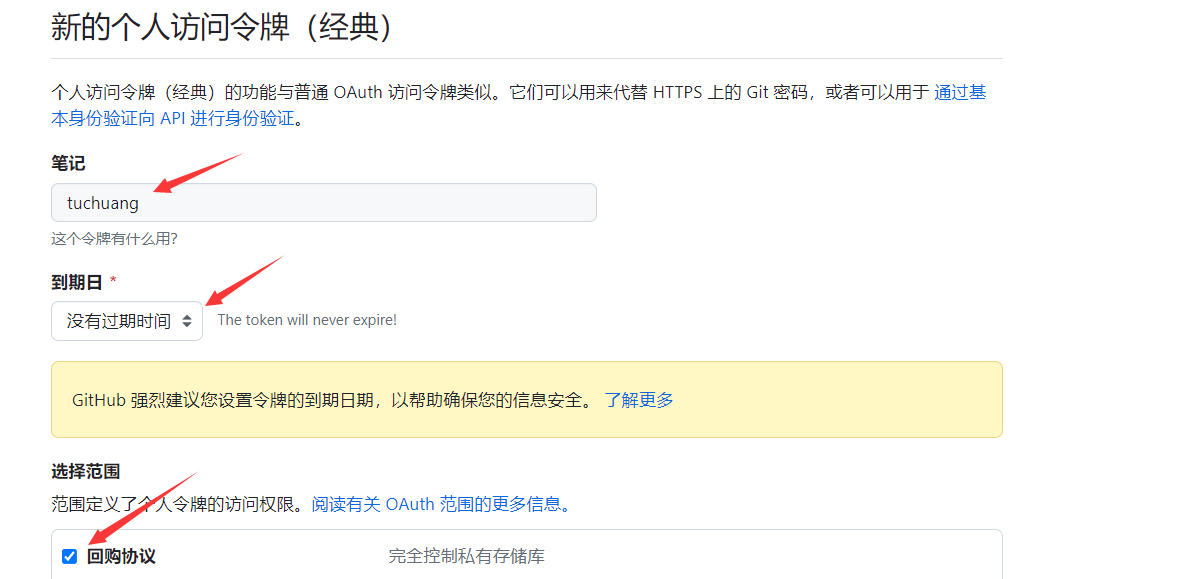 新的个人访问令牌（经典）
个人访问令牌（经典）的功能与普通 OAuth 访问令牌类似。它们可以用来代替 HTTPS 上的 Git 密码，或者可以用于 通过基
本身份验证向 API 进行身份验证。
笔记
tuchuang
这个令牌有什么用?
到期日 *
没有过期时间 The token will never expire!
GitHub 强烈建议您设置令牌的到期日期，以帮助确保您的信息安全。 了解更多
选择范围
范围定义了个人令牌的访问权限。阅读有关 OAuth 范围的更多信息。
回购协议 完全控制私有存储库